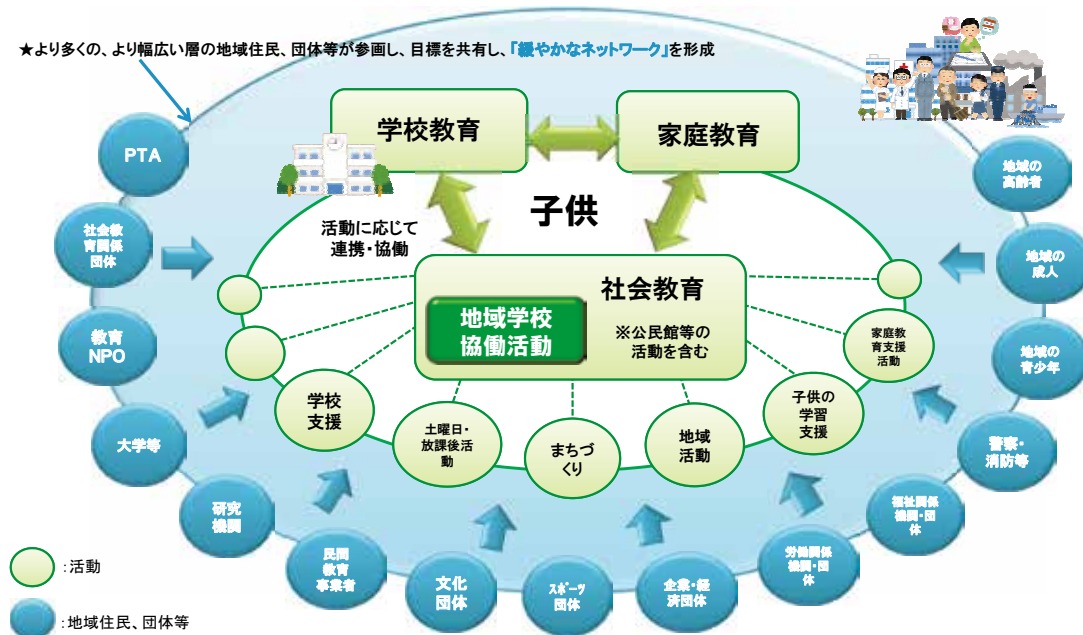 ★より多くの、より幅広い層の地域住民、団体等が参画し、目標を共有し、「緩やかなネットワーク」を形成
学校教育
家庭教育
子供
活動に応じて
連携・協働
社会教育
地域学校
協働活動
※公民館等の
活動を含む
学校
支援
土曜日・
放課後活
動
まちづ
くり
地域
活動
子供の
学習
支援
家庭教
育支援
活動
PTA
社会教
育関係
団体
教育
NPO
大学等
研究
機関
民間
教育
事業者
文化
団体
スポーツ
団体
企業・経
済団体
労働関係
機関・団
体
福祉関係
機関・団
体
警察・
消防等
地域の
青少年
地域の
成人
地域の
高齢者
:活動
:地域住民、団体等